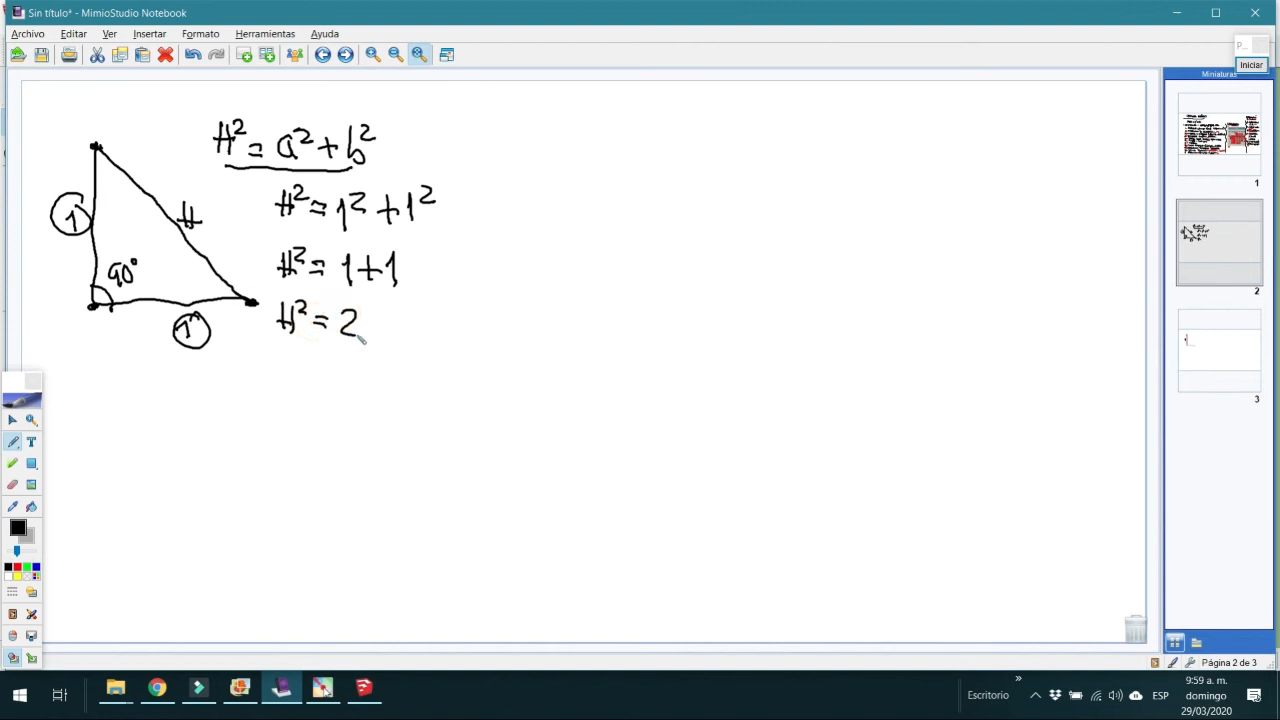 Sin título* - MimioStudio Notebook
Archivo Editar Ver Insertar Formato Herramientas Ayuda
Iniciar
Miniaturas
H² = a² + b²
H² = 1² + 1²
1
H
H² = 1 + 1
90°
H² = 2
1
1
2
3
Página 2 de 3
Escritorio
»
ESP
9:59 a. m.
domingo
29/03/2020